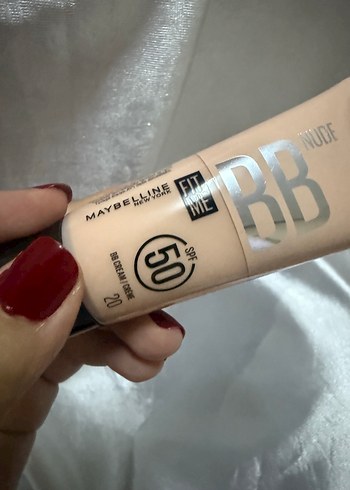 MAYBELLINE
NEW YORK
FIT
ME
BB
NUDE
SPF
50
BB CREAM / CRÈME
20